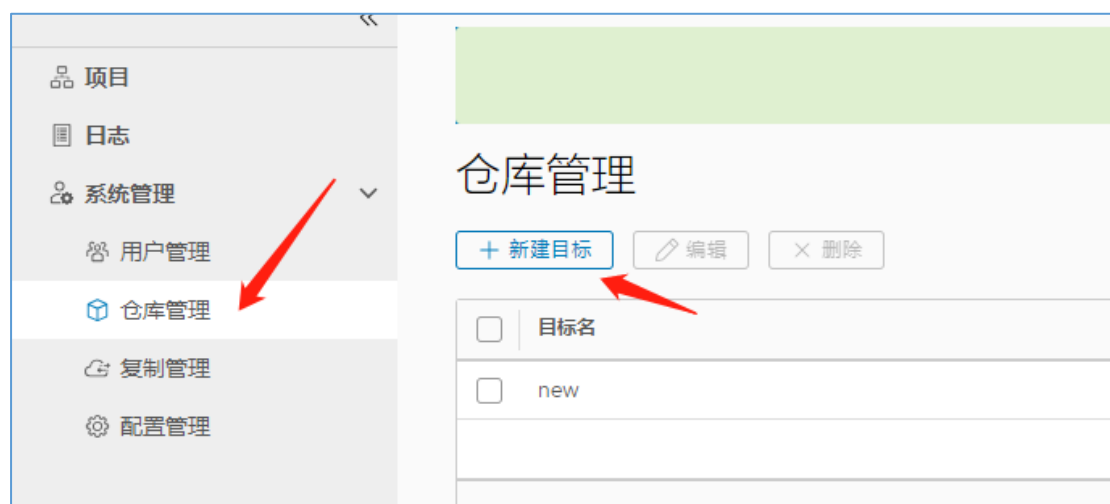 项目
日志
系统管理
用户管理
仓库管理
复制管理
配置管理
仓库管理
新建目标 编辑 删除
目标名
new